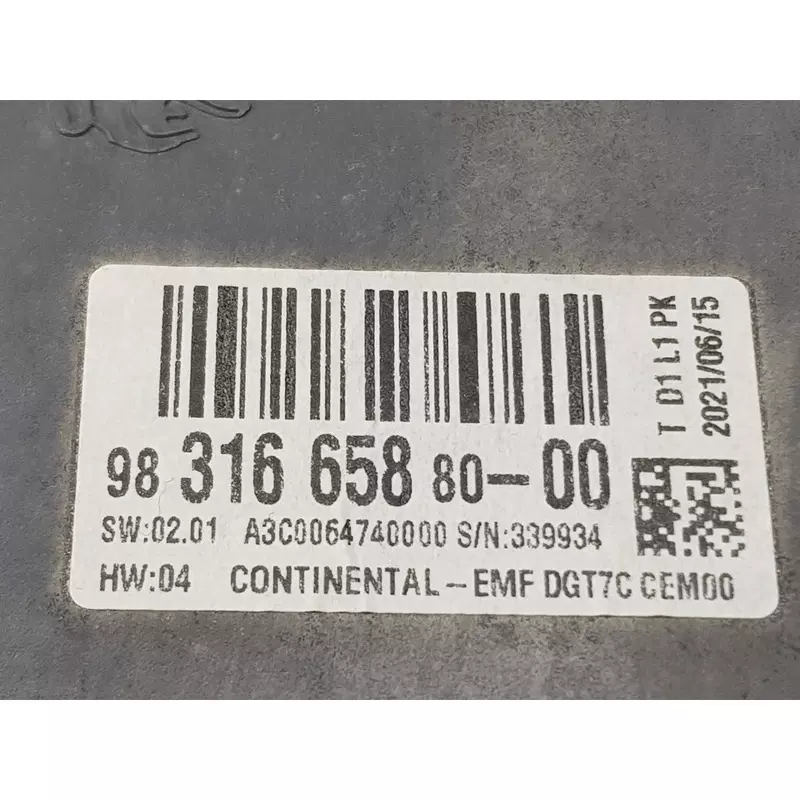 98 316 658 80-00
SW:02.01 A3C0064740000 S/N:339934
HW:04 CONTINENTAL-EMF DGT7C CEM00
T D1 L1 PK
2021/06/15